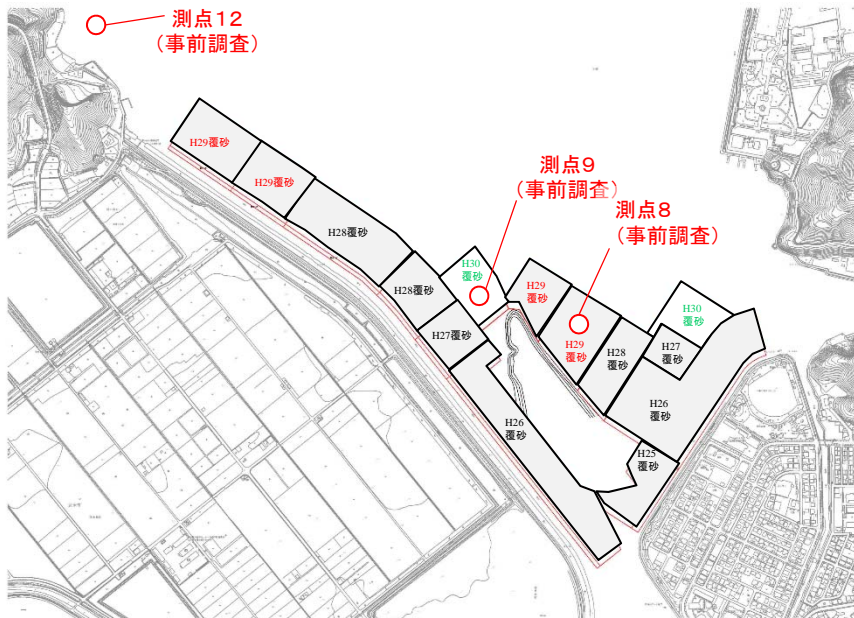 測点12
(事前調査)
H29覆砂
H29覆砂
H28覆砂
H28覆砂
H27覆砂
H26
覆砂
H30
覆砂
測点9
(事前調査)
測点8
(事前調査)
H29
覆砂
H29
覆砂
H28
覆砂
H27
覆砂
H30
覆砂
H26
覆砂
H25
覆砂